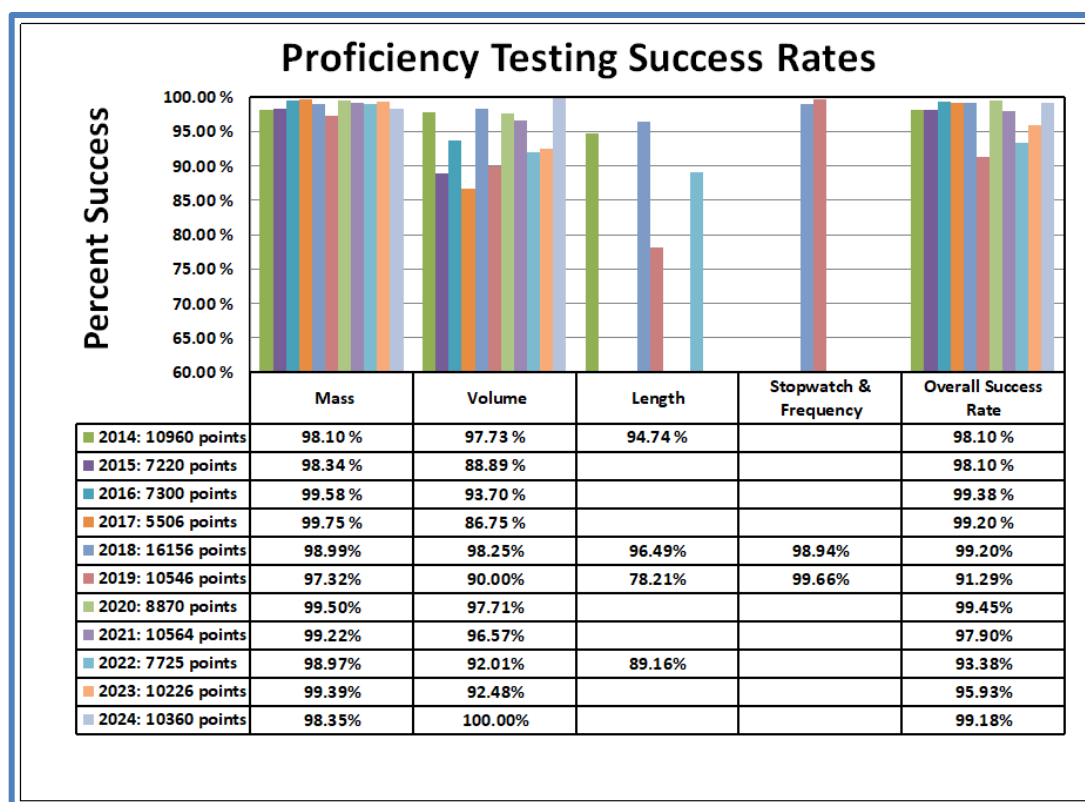 Proficiency Testing Success Rates
Percent Success
100.00 %
95.00 %
90.00 %
85.00 %
80.00 %
75.00 %
70.00 %
65.00 %
60.00 %
Mass Volume Length Stopwatch & Frequency Overall Success Rate
2014: 10960 points 98.10 % 97.73 % 94.74 % 98.10 %
2015: 7220 points 98.34 % 88.89 % 98.10 %
2016: 7300 points 99.58 % 93.70 % 99.38 %
2017: 5506 points 99.75 % 86.75 % 99.20 %
2018: 16156 points 98.99% 98.25% 96.49% 98.94% 99.20%
2019: 10546 points 97.32% 90.00% 78.21% 99.66% 91.29%
2020: 8870 points 99.50% 97.71% 99.45%
2021: 10564 points 99.22% 96.57% 97.90%
2022: 7725 points 98.97% 92.01% 89.16% 93.38%
2023: 10226 points 99.39% 92.48% 95.93%
2024: 10360 points 98.35% 100.00% 99.18%